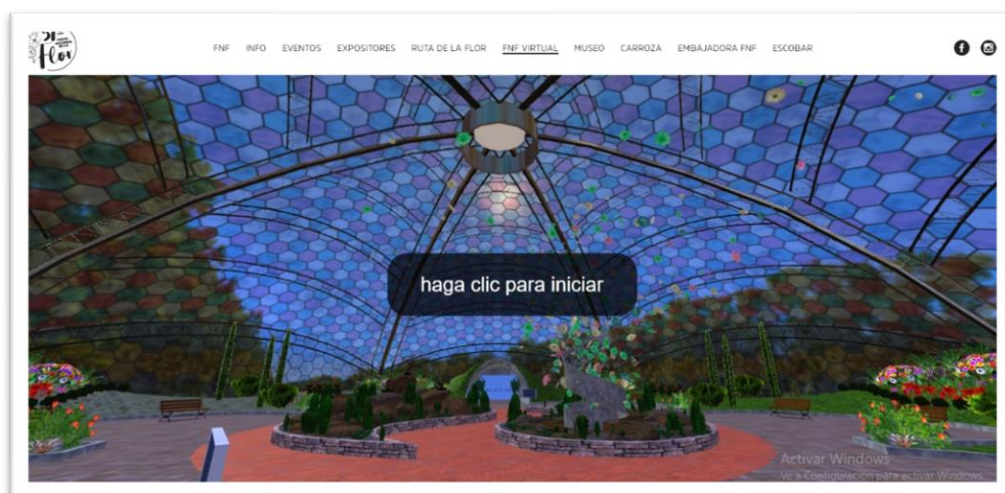 Flor
FNF INFO EVENTOS EXPOSITORES RUTA DE LA FLOR FNF VIRTUAL MUSEO CARROZA EMBAJADORA FNF ESCOBAR
haga clic para iniciar
Activar Windows
Ve a Configuración para activar Windows.